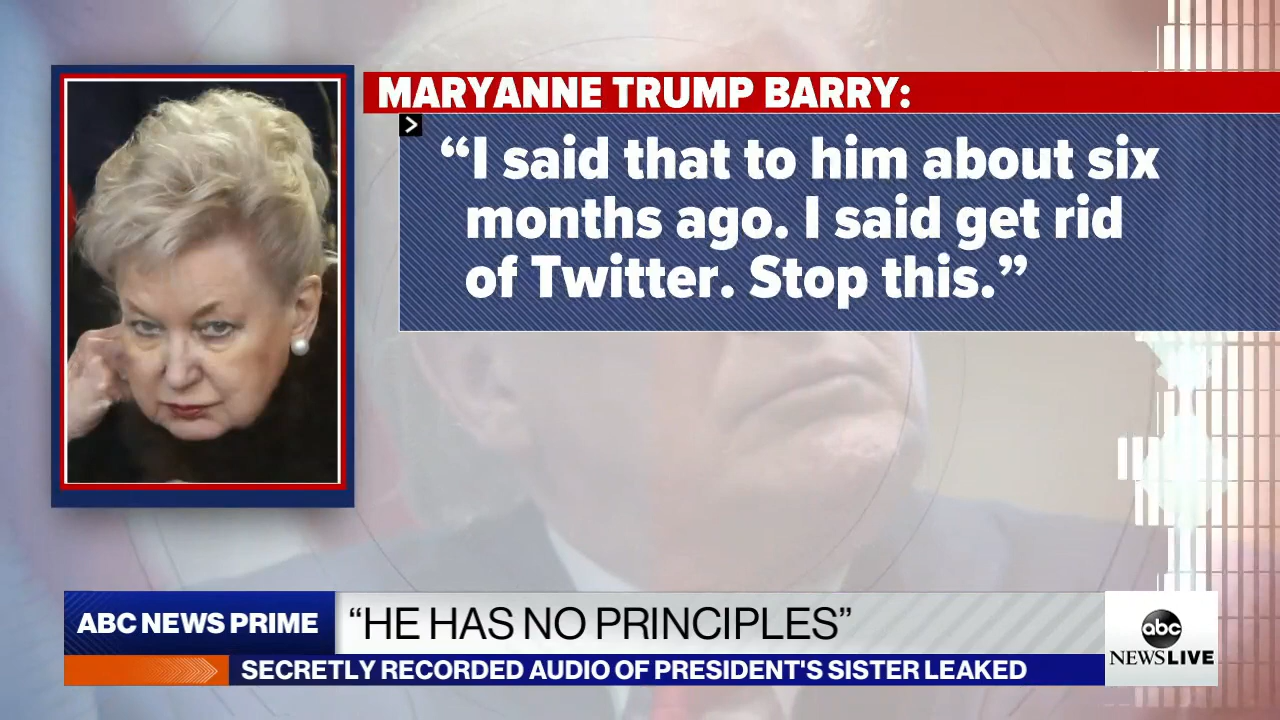 MARYANNE TRUMP BARRY:
“I said that to him about six
months ago. I said get rid
of Twitter. Stop this.”
ABC NEWS PRIME
“HE HAS NO PRINCIPLES”
SECRETLY RECORDED AUDIO OF PRESIDENT'S SISTER LEAKED
abc
NEWSLIVE